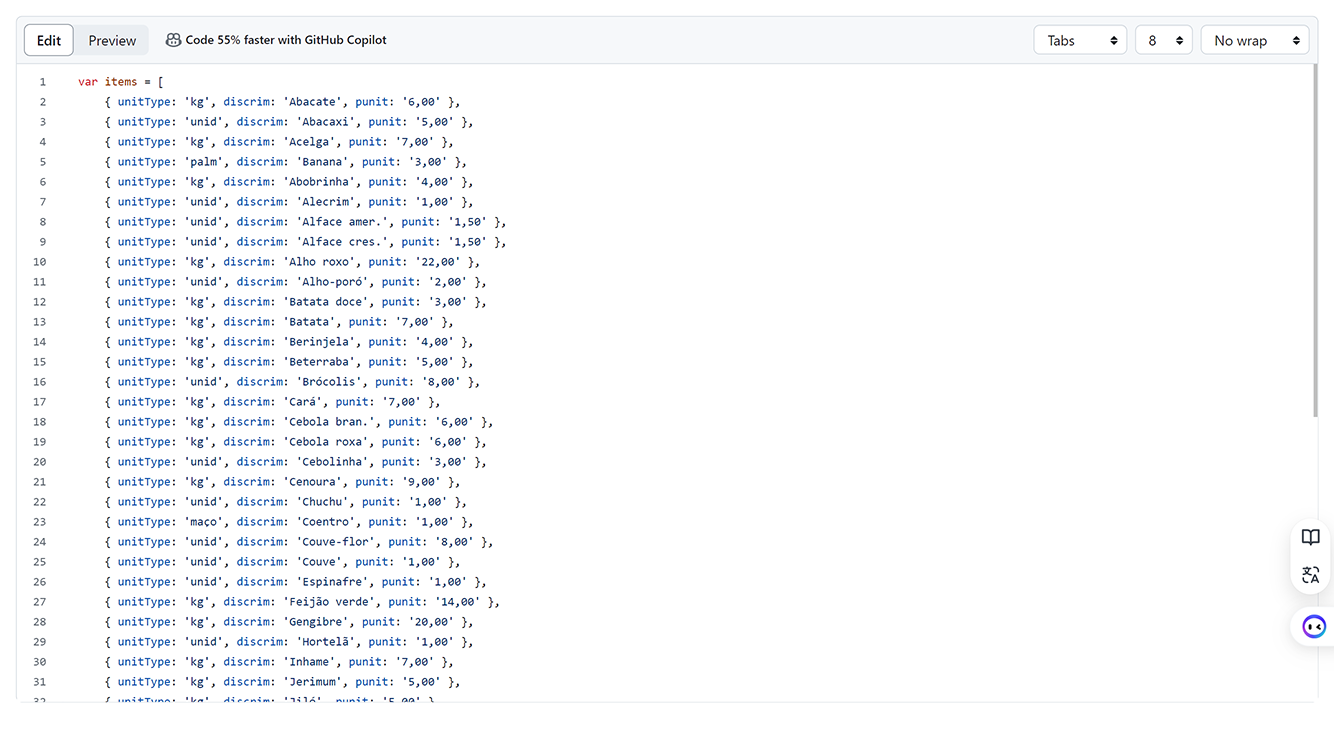 Edit Preview Code 55% faster with GitHub Copilot Tabs 8 No wrap
1 var items = [
2 { unitType: 'kg', discrim: 'Abacate', punit: '6,00' },
3 { unitType: 'unid', discrim: 'Abacaxi', punit: '5,00' },
4 { unitType: 'kg', discrim: 'Acelga', punit: '7,00' },
5 { unitType: 'palm', discrim: 'Banana', punit: '3,00' },
6 { unitType: 'kg', discrim: 'Abobrinha', punit: '4,00' },
7 { unitType: 'unid', discrim: 'Alecrim', punit: '1,00' },
8 { unitType: 'unid', discrim: 'Alface amer.', punit: '1,50' },
9 { unitType: 'unid', discrim: 'Alface cres.', punit: '1,50' },
10 { unitType: 'kg', discrim: 'Alho roxo', punit: '22,00' },
11 { unitType: 'unid', discrim: 'Alho-poró', punit: '2,00' },
12 { unitType: 'kg', discrim: 'Batata doce', punit: '3,00' },
13 { unitType: 'kg', discrim: 'Batata', punit: '7,00' },
14 { unitType: 'kg', discrim: 'Berinjela', punit: '4,00' },
15 { unitType: 'kg', discrim: 'Beterraba', punit: '5,00' },
16 { unitType: 'unid', discrim: 'Brócolis', punit: '8,00' },
17 { unitType: 'kg', discrim: 'Cará', punit: '7,00' },
18 { unitType: 'kg', discrim: 'Cebola bran.', punit: '6,00' },
19 { unitType: 'kg', discrim: 'Cebola roxa', punit: '6,00' },
20 { unitType: 'unid', discrim: 'Cebolinha', punit: '3,00' },
21 { unitType: 'kg', discrim: 'Cenoura', punit: '9,00' },
22 { unitType: 'unid', discrim: 'Chuchu', punit: '1,00' },
23 { unitType: 'maço', discrim: 'Coentro', punit: '1,00' },
24 { unitType: 'unid', discrim: 'Couve-flor', punit: '8,00' },
25 { unitType: 'unid', discrim: 'Couve', punit: '1,00' },
26 { unitType: 'unid', discrim: 'Espinafre', punit: '1,00' },
27 { unitType: 'kg', discrim: 'Feijão verde', punit: '14,00' },
28 { unitType: 'kg', discrim: 'Gengibre', punit: '20,00' },
29 { unitType: 'unid', discrim: 'Hortelã', punit: '1,00' },
30 { unitType: 'kg', discrim: 'Inhame', punit: '7,00' },
31 { unitType: 'kg', discrim: 'Jerimum', punit: '5,00' },
32 { unitType: 'kg', discrim: 'Jiló', punit: '5,00' }